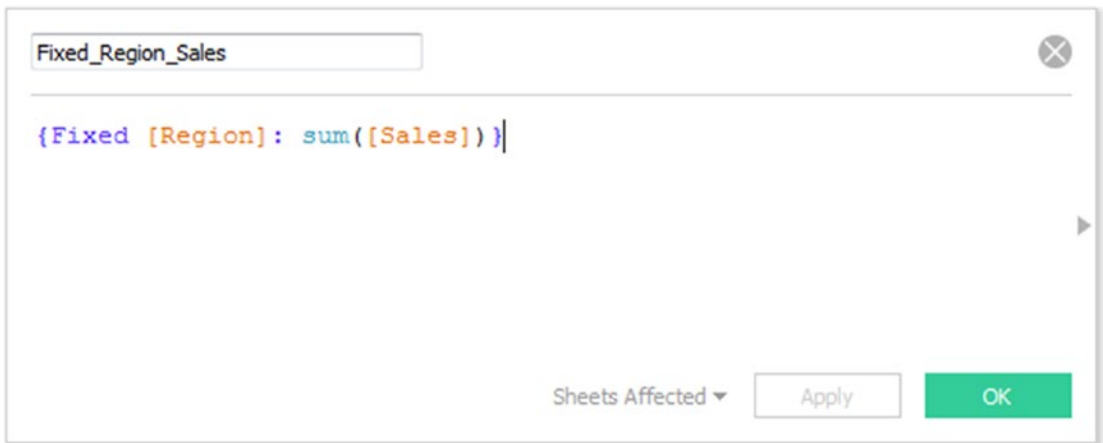 Fixed_Region_Sales
{Fixed [Region]: sum([Sales])}
Sheets Affected Apply OK